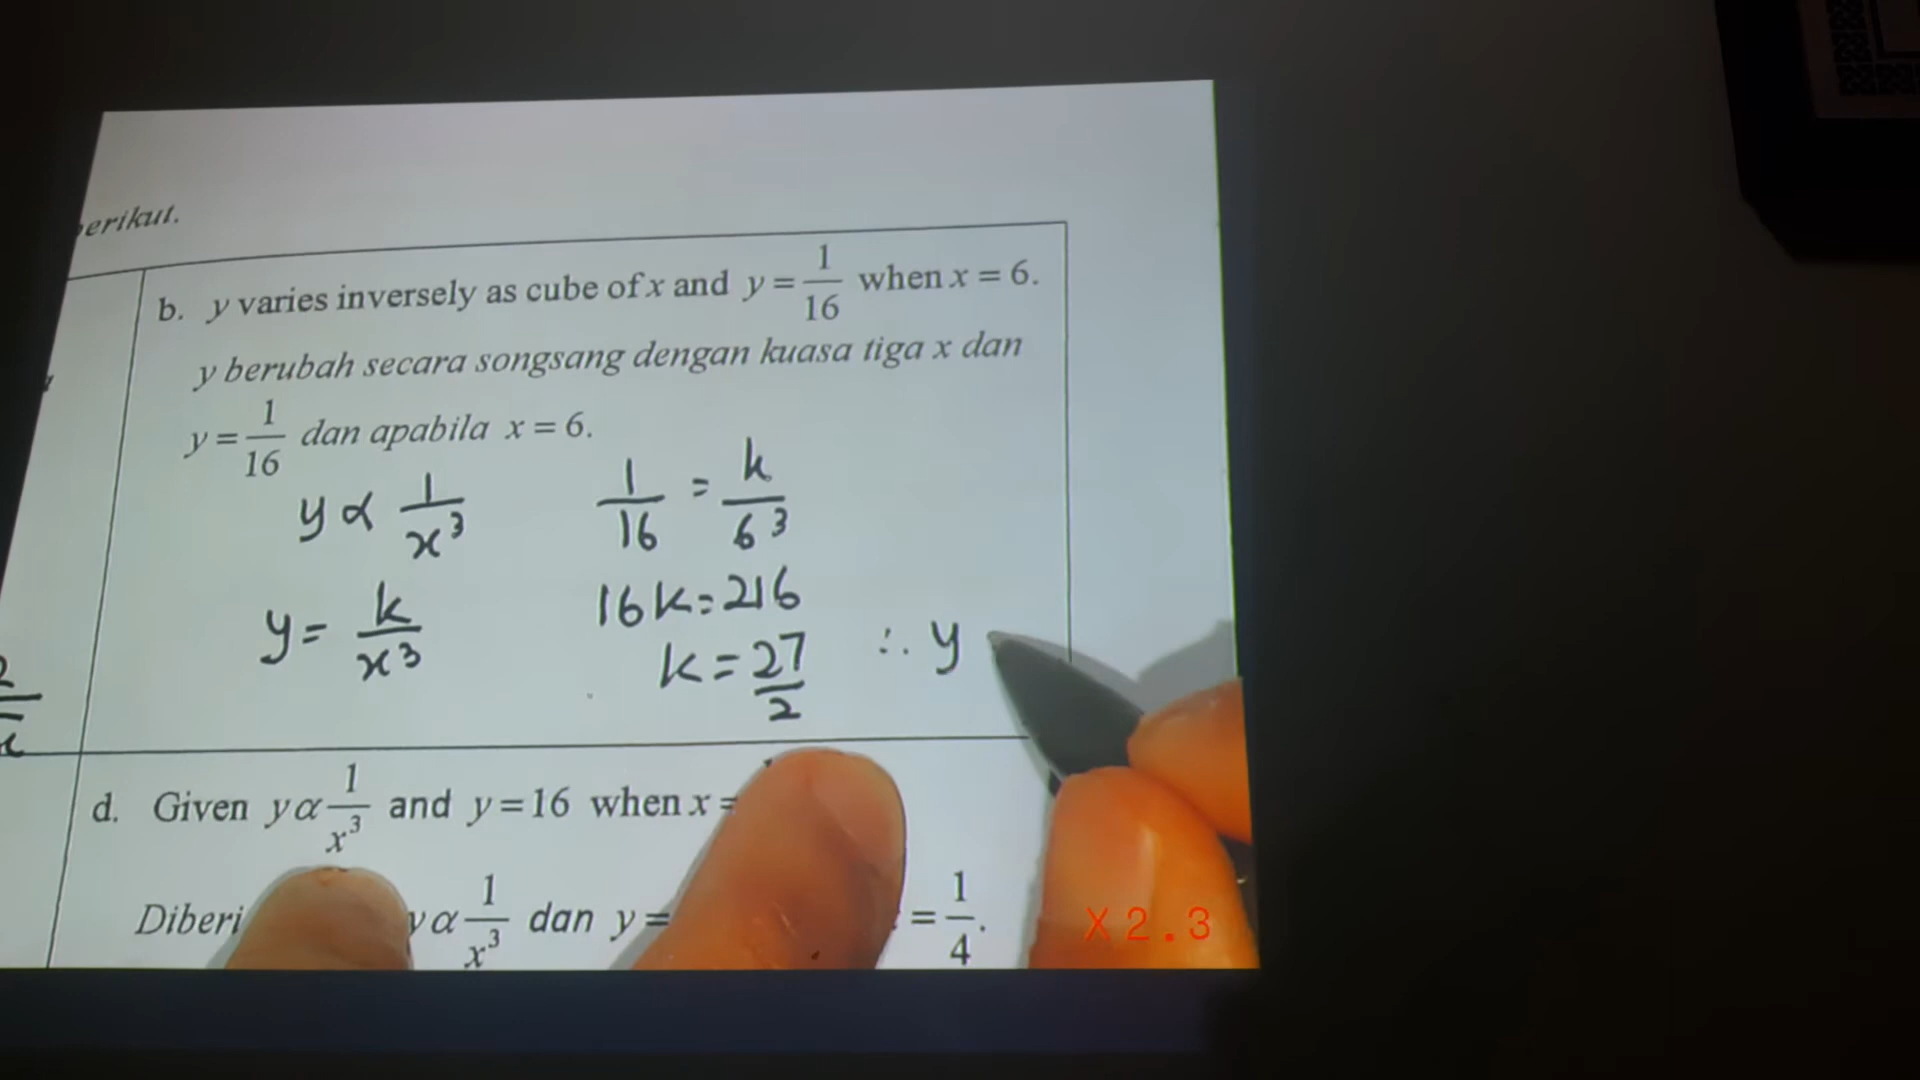 erikut.
b. y varies inversely as cube of x and y = 1/16 when x = 6.
y berubah secara songsang dengan kuasa tiga x dan
y = 1/16 dan apabila x = 6.
y ∝ 1/x³
1/16 = k/6³
y = k/x³
16k = 216
k = 27/2
∴ y
d. Given y α 1/x³ and y = 16 when x =
Diberi y α 1/x³ dan y = = 1/4.
X2.3